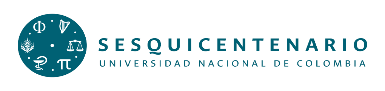 Φ
π
SESQUICENTENARIO
UNIVERSIDAD NACIONAL DE COLOMBIA